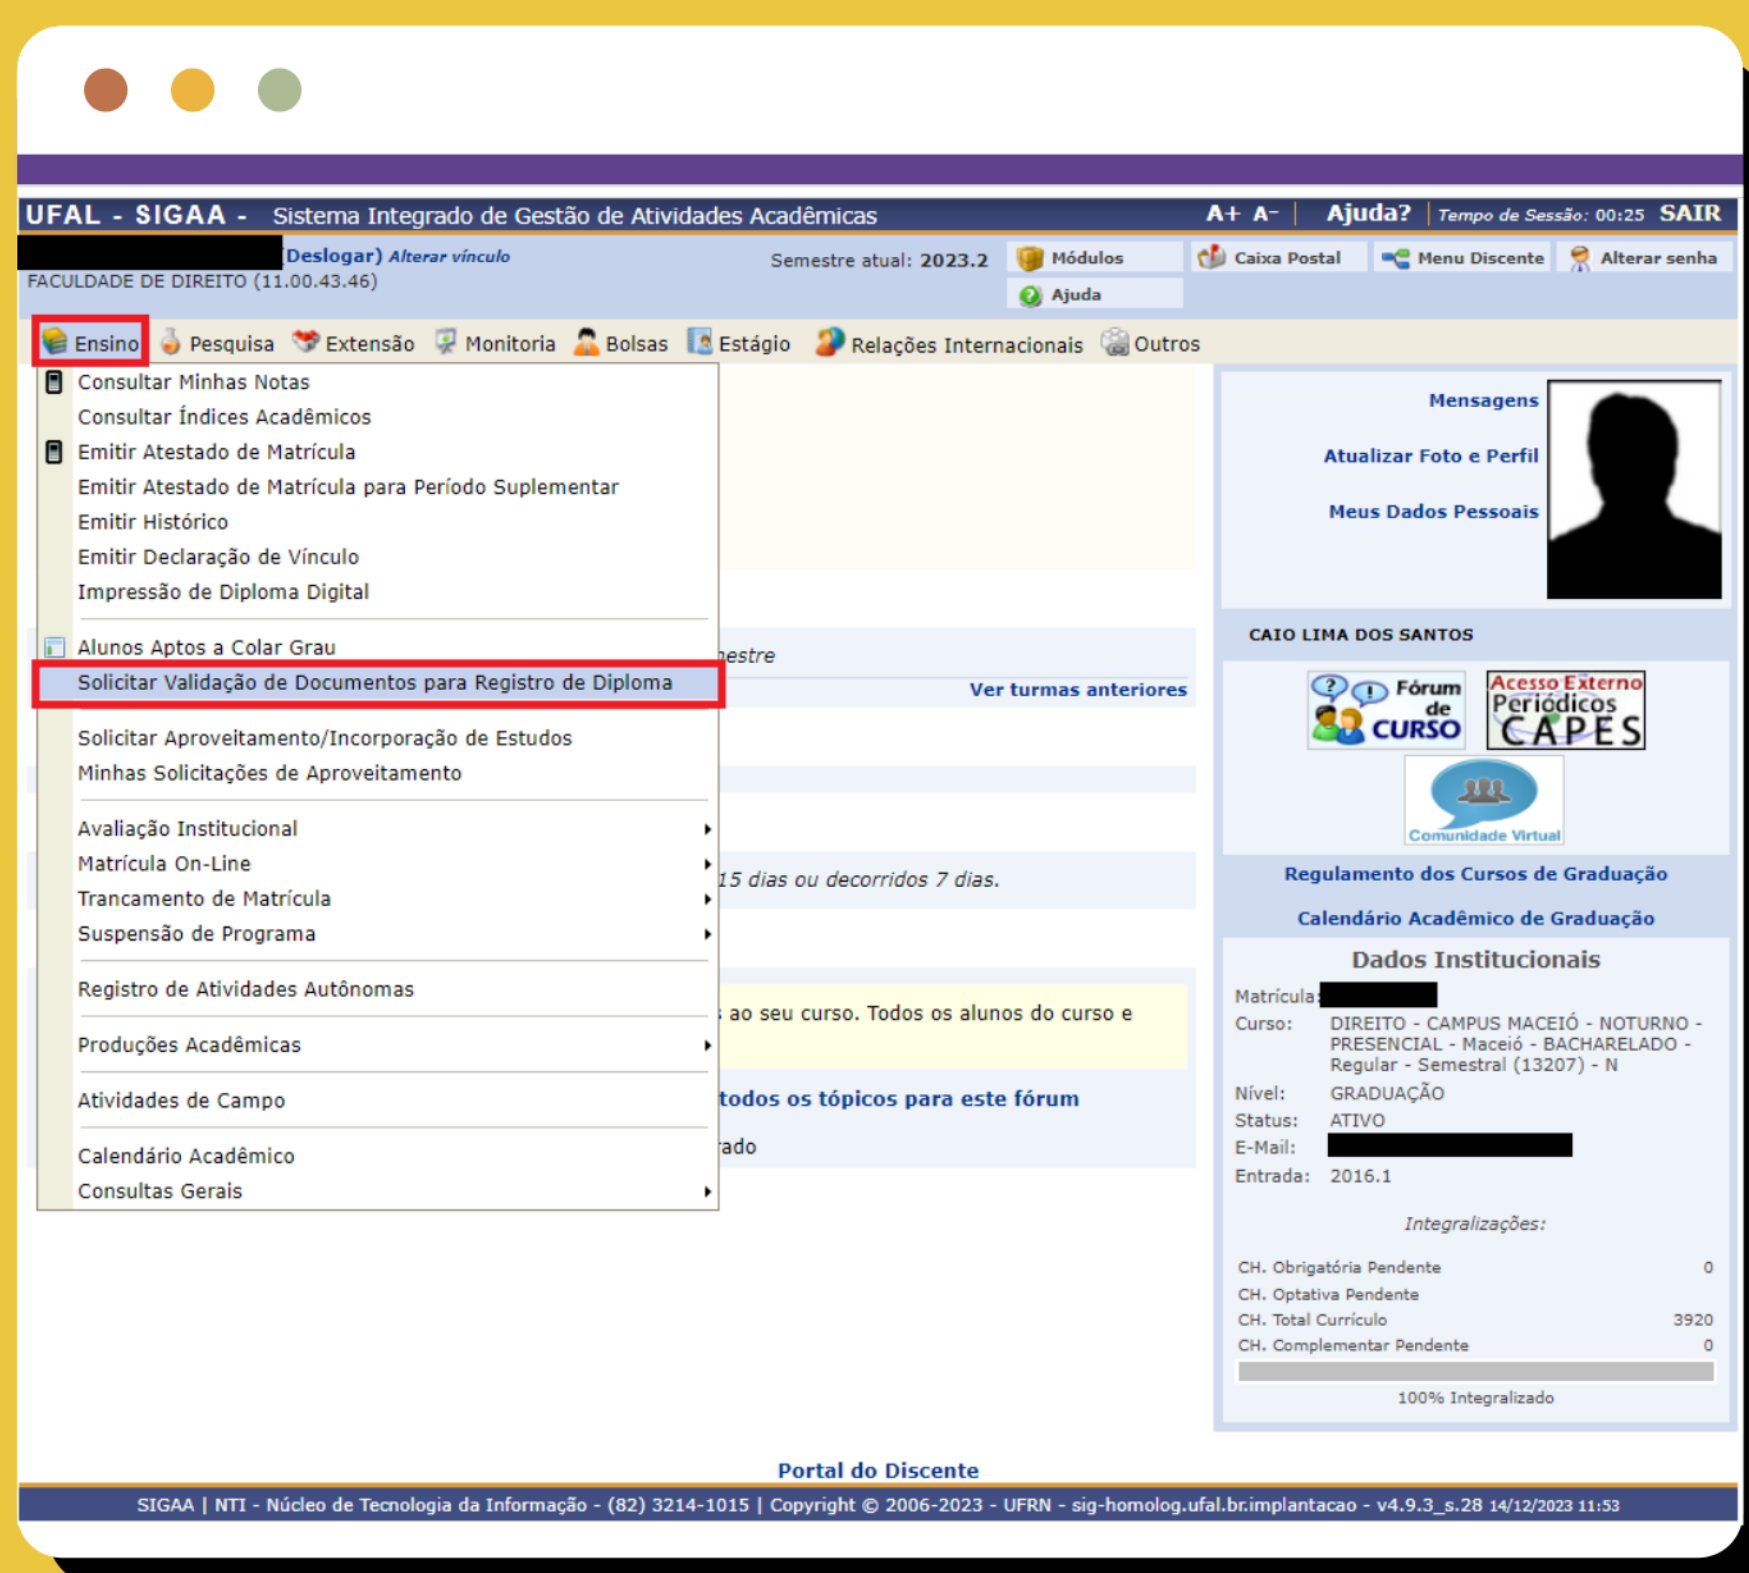 UFAL - SIGAA - Sistema Integrado de Gestão de Atividades Acadêmicas
A+ A- | Ajuda? | Tempo de Sessão: 00:25 SAIR
(Deslogar) Alterar vínculo
Semestre atual: 2023.2
Módulos
Caixa Postal
Menu Discente
Alterar senha
FACULDADE DE DIREITO (11.00.43.46)
Ajuda
Ensino Pesquisa Extensão Monitoria Bolsas Estágio Relações Internacionais Outros
Consultar Minhas Notas
Consultar Índices Acadêmicos
Emitir Atestado de Matrícula
Emitir Atestado de Matrícula para Período Suplementar
Emitir Histórico
Emitir Declaração de Vínculo
Impressão de Diploma Digital
Alunos Aptos a Colar Grau
Solicitar Validação de Documentos para Registro de Diploma
Solicitar Aproveitamento/Incorporação de Estudos
Minhas Solicitações de Aproveitamento
Avaliação Institucional
Matrícula On-Line
Trancamento de Matrícula
Suspensão de Programa
Registro de Atividades Autônomas
Produções Acadêmicas
Atividades de Campo
Calendário Acadêmico
Consultas Gerais
nestre
Ver turmas anteriores
15 dias ou decorridos 7 dias.
ao seu curso. Todos os alunos do curso e
todos os tópicos para este fórum
rado
Mensagens
Atualizar Foto e Perfil
Meus Dados Pessoais
CAIO LIMA DOS SANTOS
Fórum
de
CURSO
Acesso Externo
Periódicos
CAPES
Comunidade Virtual
Regulamento dos Cursos de Graduação
Calendário Acadêmico de Graduação
Dados Institucionais
Matrícula:
Curso: DIREITO - CAMPUS MACEIÓ - NOTURNO -
PRESENCIAL - Maceió - BACHARELADO -
Regular - Semestral (13207) - N
Nível: GRADUAÇÃO
Status: ATIVO
E-Mail:
Entrada: 2016.1
Integralizações:
CH. Obrigatória Pendente 0
CH. Optativa Pendente
CH. Total Currículo 3920
CH. Complementar Pendente 0
100% Integralizado
Portal do Discente
SIGAA | NTI - Núcleo de Tecnologia da Informação - (82) 3214-1015 | Copyright © 2006-2023 - UFRN - sig-homolog.ufal.br.implantacao - v4.9.3_s.28 14/12/2023 11:53